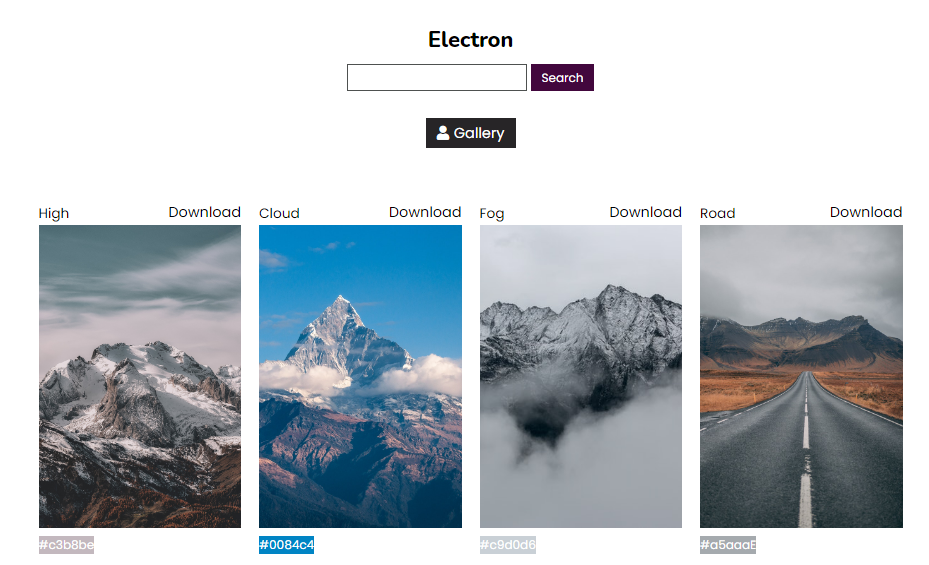 Electron
Search
Gallery
High Download Cloud Download Fog Download Road Download
#c3b8be #0084c4 #c9d0d6 #a5aaaE